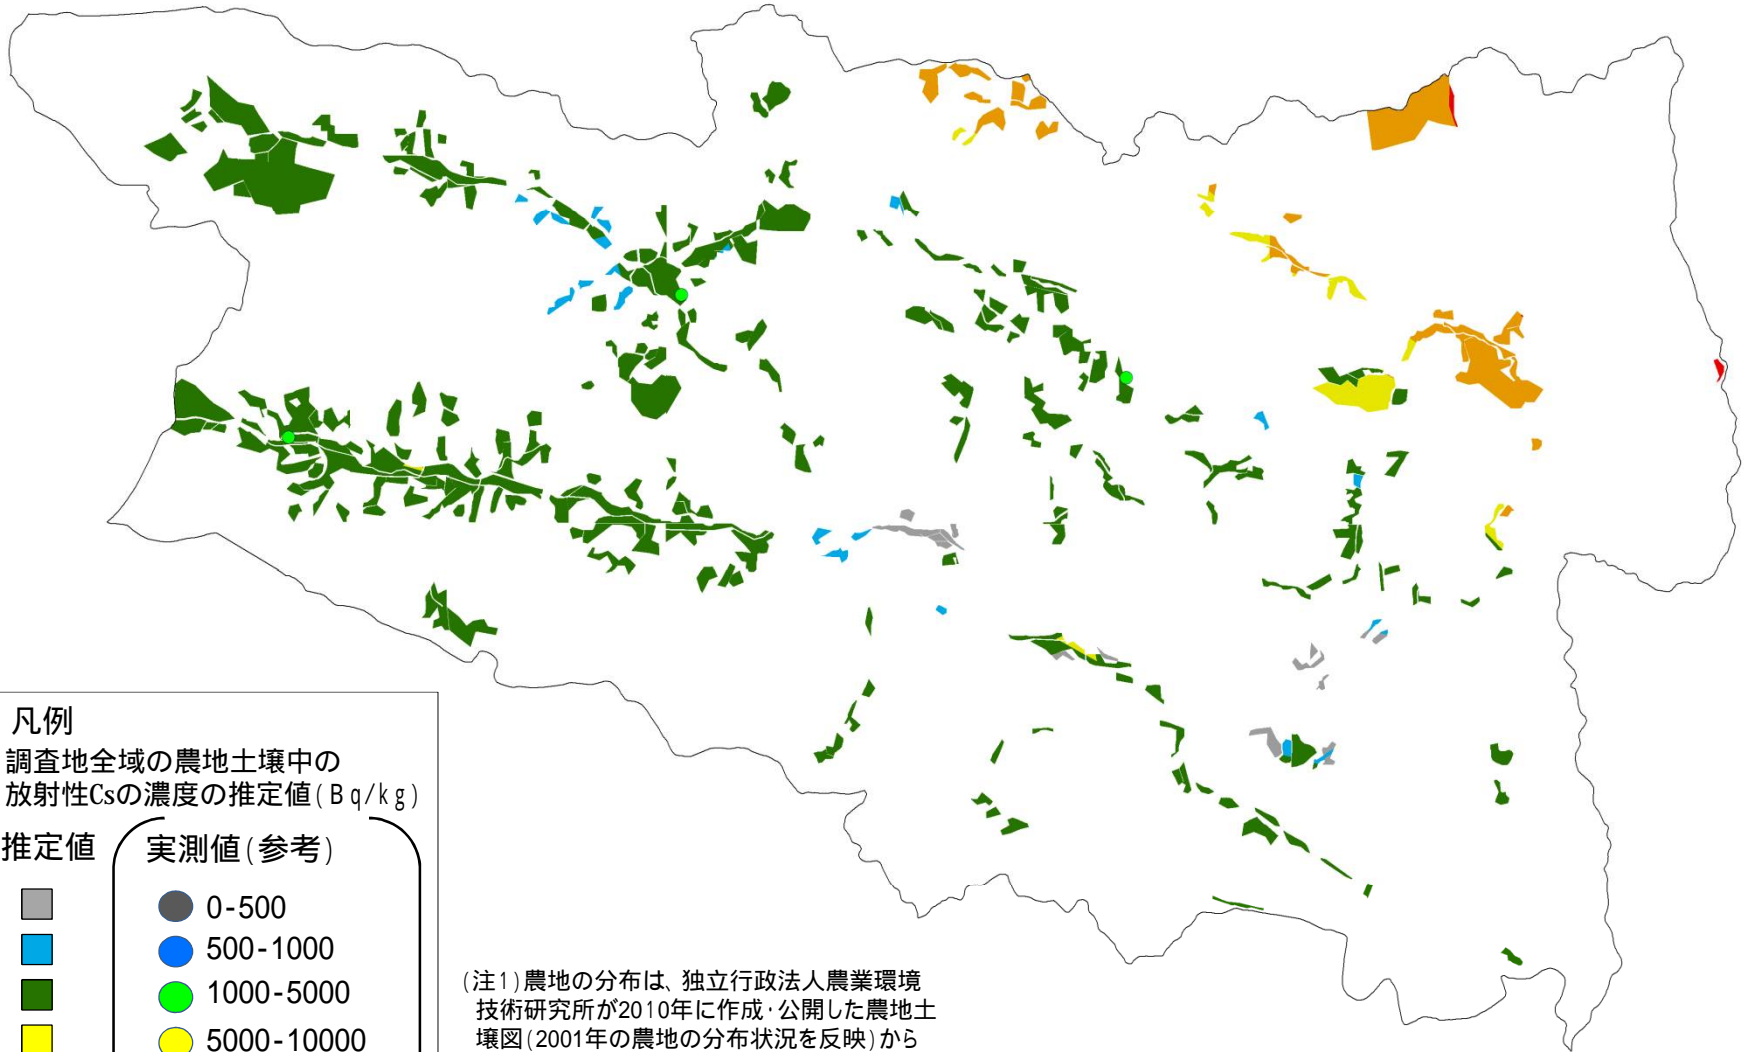 凡例
調査地全域の農地土壌中の
放射性Csの濃度の推定値(Bq/kg)
推定値 実測値(参考)
0-500
500-1000
1000-5000
5000-10000
(注1)農地の分布は、独立行政法人農業環境
技術研究所が2010年に作成・公開した農地土
壌図(2001年の農地の分布状況を反映)から